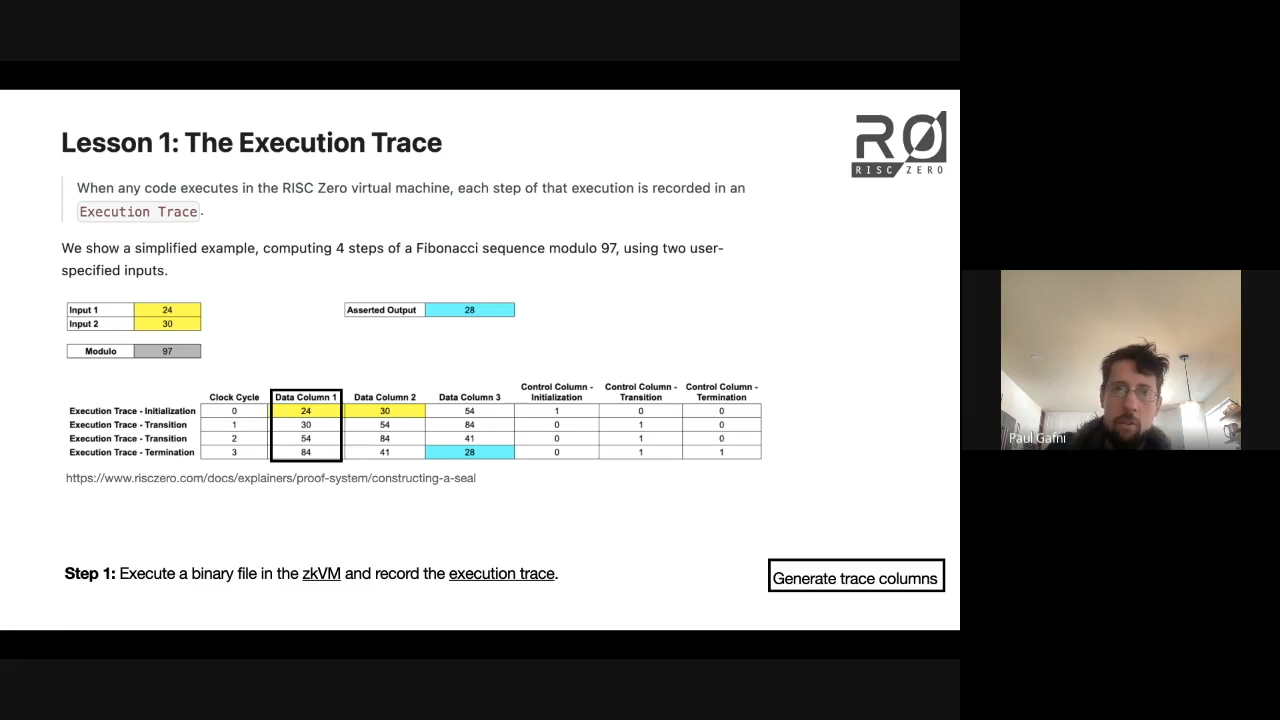 Lesson 1: The Execution Trace
RO
RISC ZERO
When any code executes in the RISC Zero virtual machine, each step of that execution is recorded in an
Execution Trace.
We show a simplified example, computing 4 steps of a Fibonacci sequence modulo 97, using two user-
specified inputs.
Input 1 24
Input 2 30
Asserted Output 28
Modulo 97
Clock Cycle Data Column 1 Data Column 2 Data Column 3 Control Column - Initialization Control Column - Transition Control Column - Termination
Execution Trace - Initialization 0 24 30 54 1 0 0
Execution Trace - Transition 1 30 54 84 0 1 0
Execution Trace - Transition 2 54 84 41 0 1 0
Execution Trace - Termination 3 84 41 28 0 1 1
https://www.risczero.com/docs/explainers/proof-system/constructing-a-seal
Step 1: Execute a binary file in the zkVM and record the execution trace.
Generate trace columns
Paul Gafni